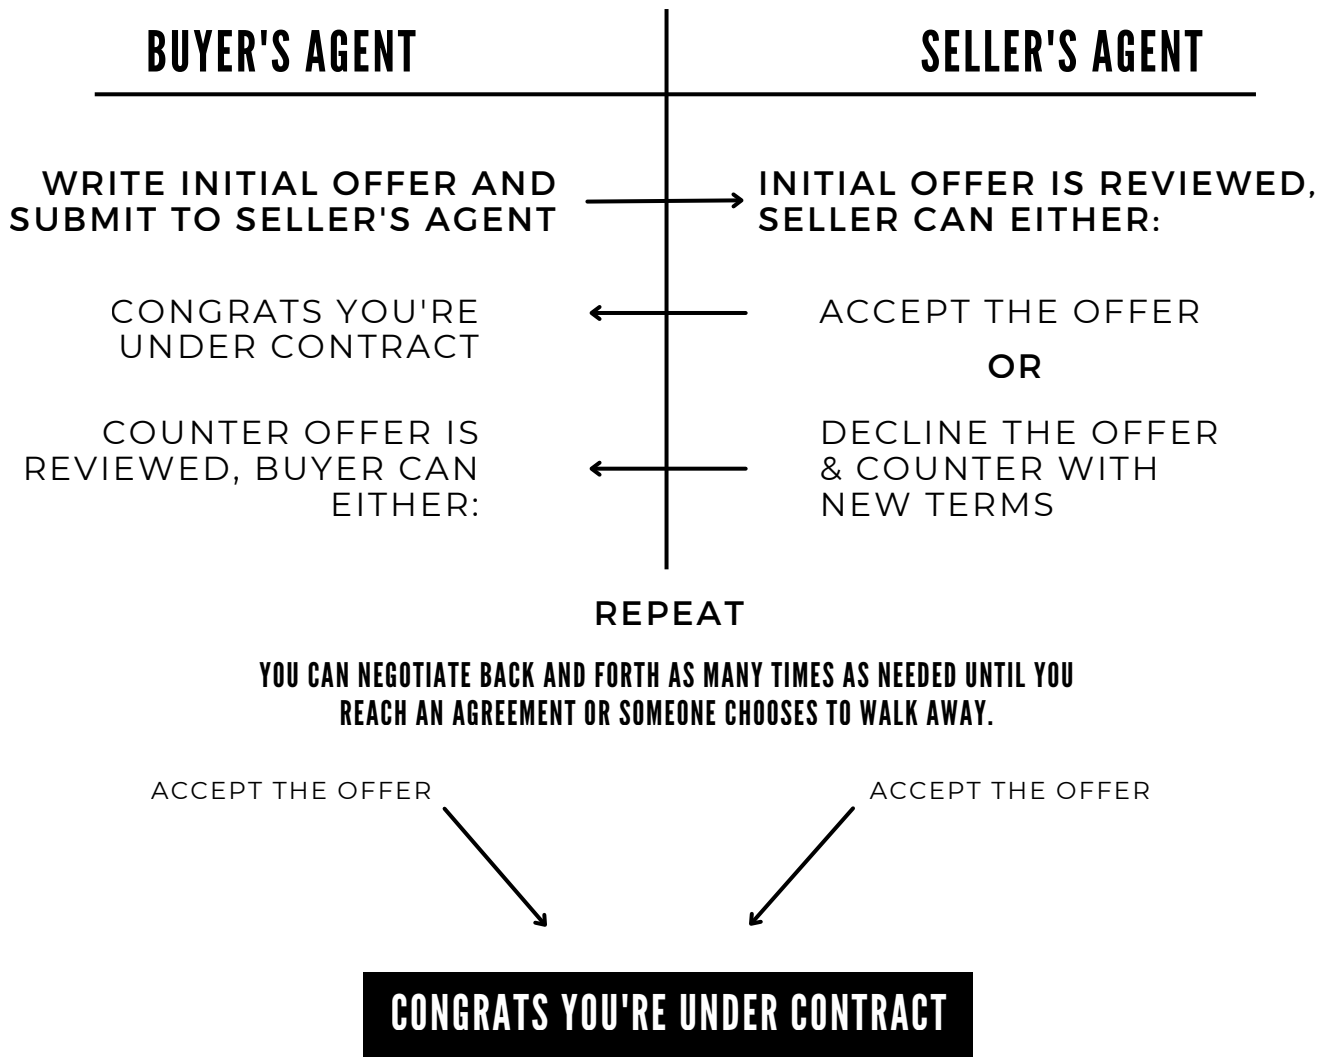 BUYER'S AGENT
SELLER'S AGENT
WRITE INITIAL OFFER AND
SUBMIT TO SELLER'S AGENT
INITIAL OFFER IS REVIEWED,
SELLER CAN EITHER:
CONGRATS YOU'RE
UNDER CONTRACT
ACCEPT THE OFFER
OR
COUNTER OFFER IS
REVIEWED, BUYER CAN
EITHER:
DECLINE THE OFFER
& COUNTER WITH
NEW TERMS
REPEAT
YOU CAN NEGOTIATE BACK AND FORTH AS MANY TIMES AS NEEDED UNTIL YOU
REACH AN AGREEMENT OR SOMEONE CHOOSES TO WALK AWAY.
ACCEPT THE OFFER
ACCEPT THE OFFER
CONGRATS YOU'RE UNDER CONTRACT